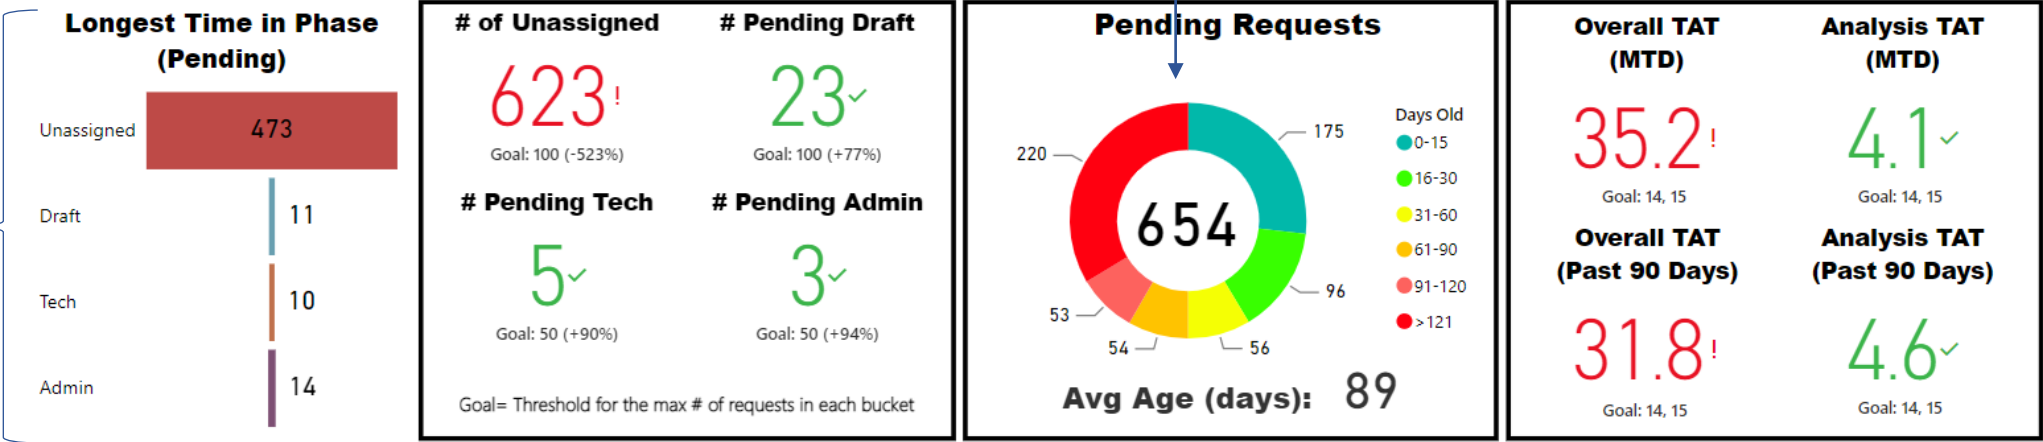 Longest Time in Phase
(Pending)
Unassigned
473
Draft
11
Tech
10
Admin
14
# of Unassigned
623!
Goal: 100 (-523%)
# Pending Draft
23
Goal: 100 (+77%)
# Pending Tech
5
Goal: 50 (+90%)
# Pending Admin
3
Goal: 50 (+94%)
Goal= Threshold for the max # of requests in each bucket
Pending Requests
175
220
654
96
53
54
56
Days Old
0-15
16-30
31-60
61-90
91-120
>121
Avg Age (days): 89
Overall TAT
(MTD)
35.2!
Goal: 14, 15
Analysis TAT
(MTD)
4.1
Goal: 14, 15
Overall TAT
(Past 90 Days)
31.8!
Goal: 14, 15
Analysis TAT
(Past 90 Days)
4.6
Goal: 14, 15